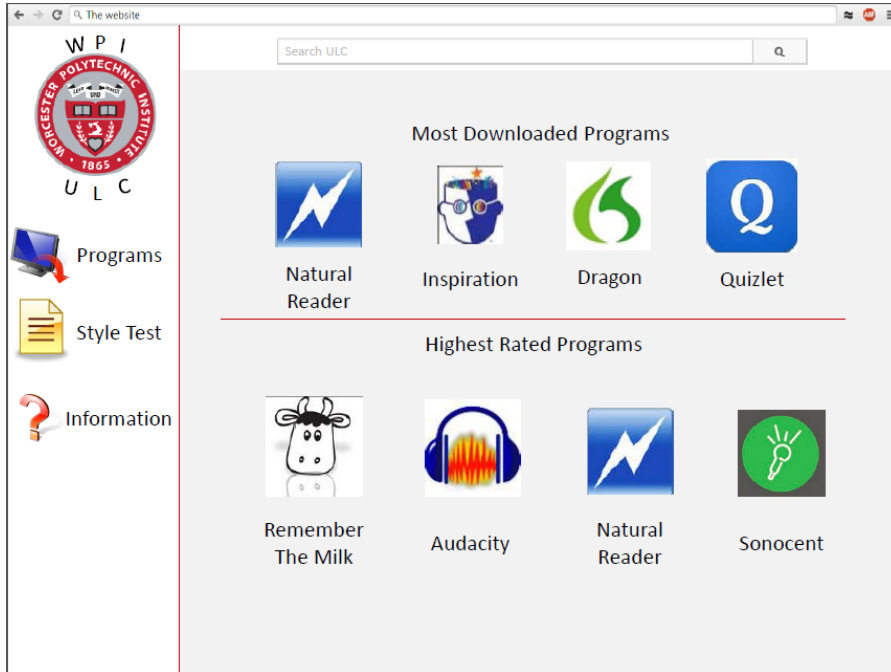 The website
W P I
WORCESTER POLYTECHNIC INSTITUTE
1865
U L C
Search ULC
Programs
Style Test
Information
Most Downloaded Programs
Natural
Reader
Inspiration
Dragon
Q
Quizlet
Highest Rated Programs
Remember
The Milk
Audacity
Natural
Reader
Sonocent